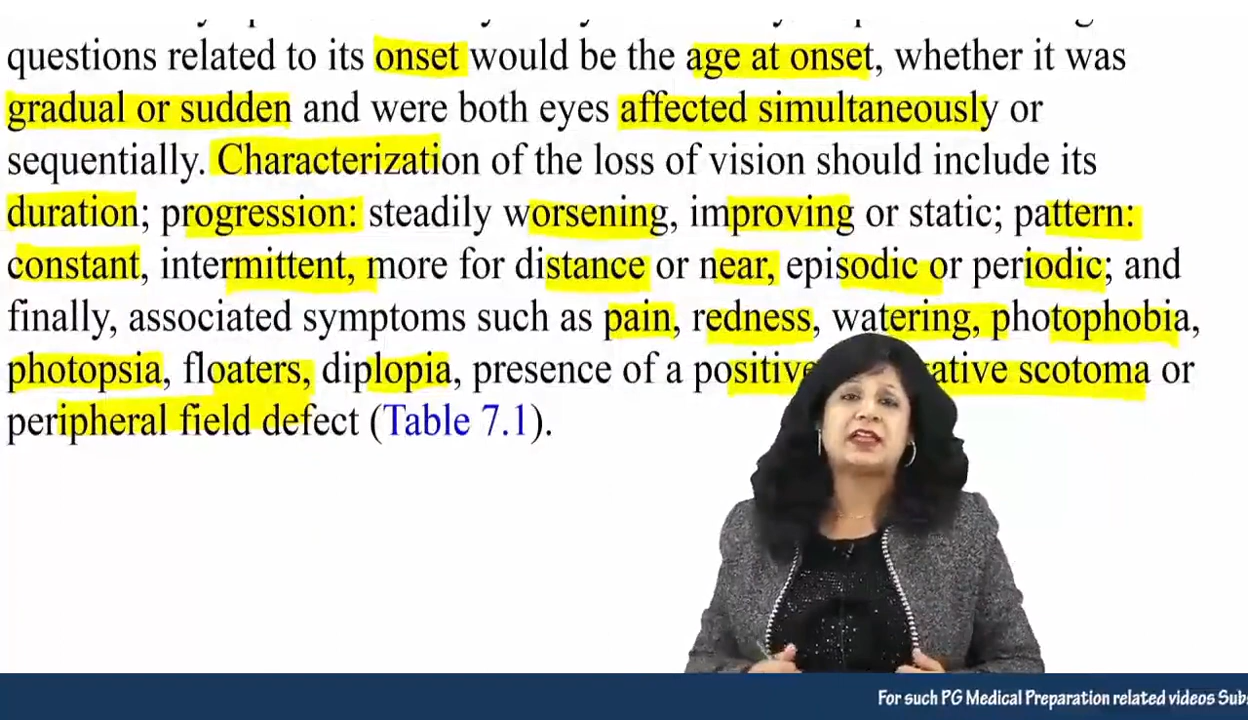 questions related to its onset would be the age at onset, whether it was
gradual or sudden and were both eyes affected simultaneously or
sequentially. Characterization of the loss of vision should include its
duration; progression: steadily worsening, improving or static; pattern:
constant, intermittent, more for distance or near, episodic or periodic; and
finally, associated symptoms such as pain, redness, watering, photophobia,
photopsia, floaters, diplopia, presence of a positive scotoma or
peripheral field defect (Table 7.1).
For such PG Medical Preparation related videos Subs